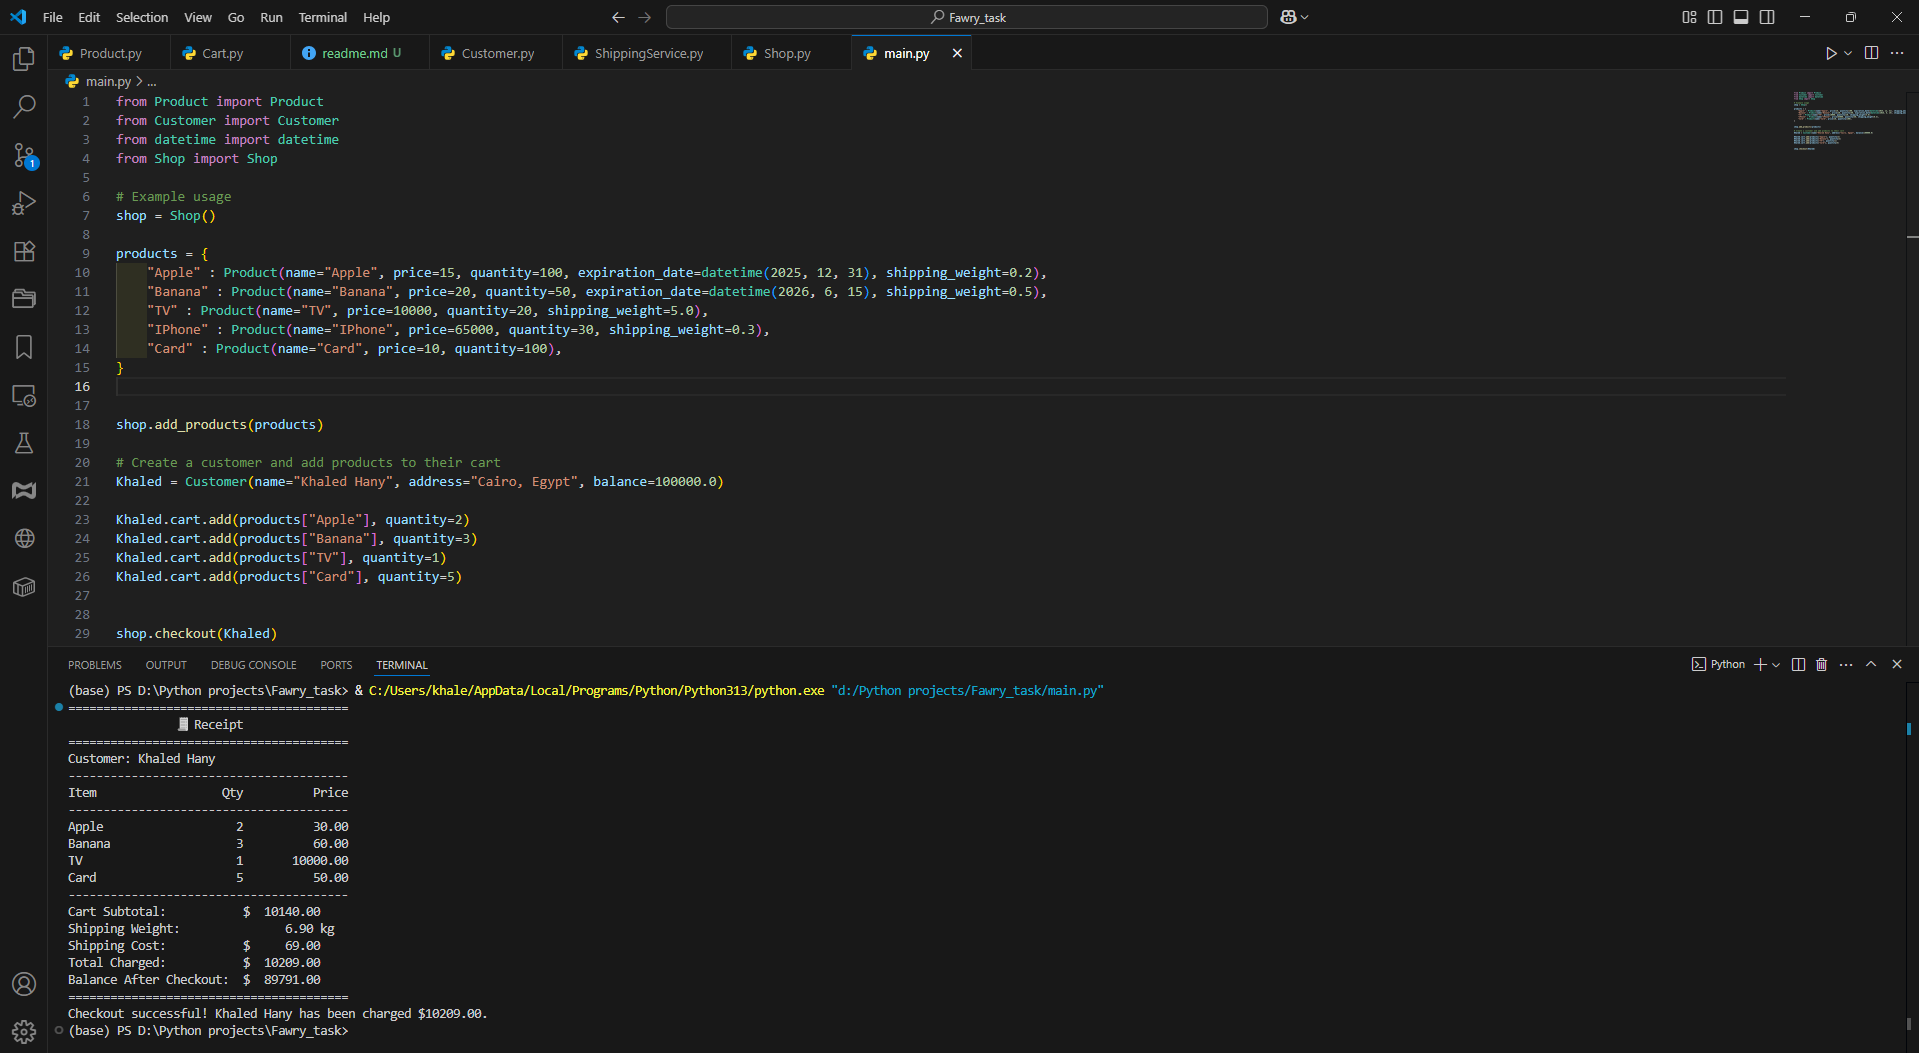 File Edit Selection View Go Run Terminal Help
Fawry_task
Product.py Cart.py readme.md U Customer.py ShippingService.py Shop.py main.py
main.py > ...
1 from Product import Product
2 from Customer import Customer
3 from datetime import datetime
4 from Shop import Shop
5
6 # Example usage
7 shop = Shop()
8
9 products = {
10 "Apple" : Product(name="Apple", price=15, quantity=100, expiration_date=datetime(2025, 12, 31), shipping_weight=0.2),
11 "Banana" : Product(name="Banana", price=20, quantity=50, expiration_date=datetime(2026, 6, 15), shipping_weight=0.5),
12 "TV" : Product(name="TV", price=10000, quantity=20, shipping_weight=5.0),
13 "IPhone" : Product(name="IPhone", price=65000, quantity=30, shipping_weight=0.3),
14 "Card" : Product(name="Card", price=10, quantity=100),
15 }
16
17
18 shop.add_products(products)
19
20 # Create a customer and add products to their cart
21 Khaled = Customer(name="Khaled Hany", address="Cairo, Egypt", balance=100000.0)
22
23 Khaled.cart.add(products["Apple"], quantity=2)
24 Khaled.cart.add(products["Banana"], quantity=3)
25 Khaled.cart.add(products["TV"], quantity=1)
26 Khaled.cart.add(products["Card"], quantity=5)
27
28
29 shop.checkout(Khaled)
1
PROBLEMS OUTPUT DEBUG CONSOLE PORTS TERMINAL
Python
(base) PS D:\Python projects\Fawry_task> & C:/Users/khale/AppData/Local/Programs/Python/Python313/python.exe "d:/Python projects/Fawry_task/main.py"
========================================
Receipt
========================================
Customer: Khaled Hany
----------------------------------------
Item Qty Price
----------------------------------------
Apple 2 30.00
Banana 3 60.00
TV 1 10000.00
Card 5 50.00
----------------------------------------
Cart Subtotal: $ 10140.00
Shipping Weight: 6.90 kg
Shipping Cost: $ 69.00
Total Charged: $ 10209.00
Balance After Checkout: $ 89791.00
========================================
Checkout successful! Khaled Hany has been charged $10209.00.
(base) PS D:\Python projects\Fawry_task>